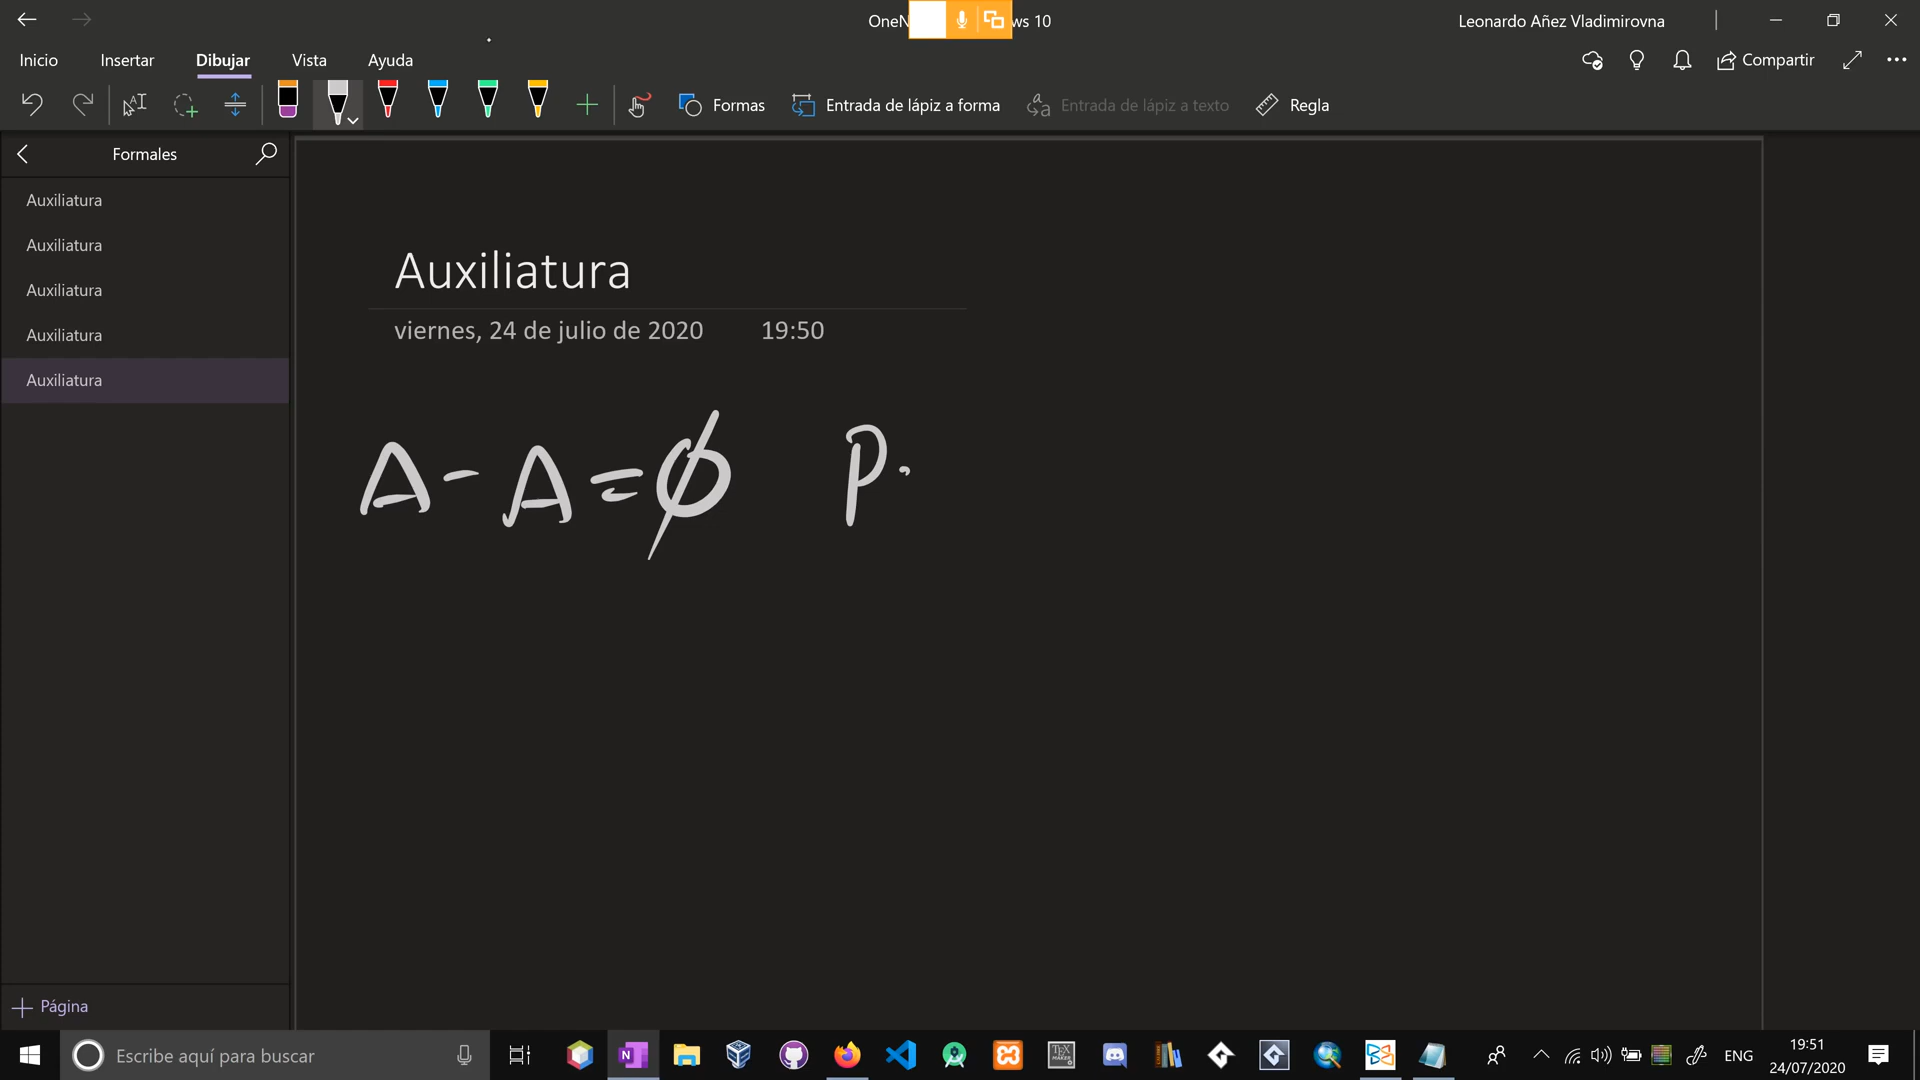 OneN
ws 10
Leonardo Añez Vladimirovna
Inicio
Insertar
Dibujar
Vista
Ayuda
Compartir
Formas
Entrada de lápiz a forma
Entrada de lápiz a texto
Regla
Formales
Auxiliatura
Auxiliatura
Auxiliatura
Auxiliatura
Auxiliatura
Auxiliatura
viernes, 24 de julio de 2020 19:50
A - A = ∅ P.
Página
Escribe aquí para buscar
ENG
19:51
24/07/2020